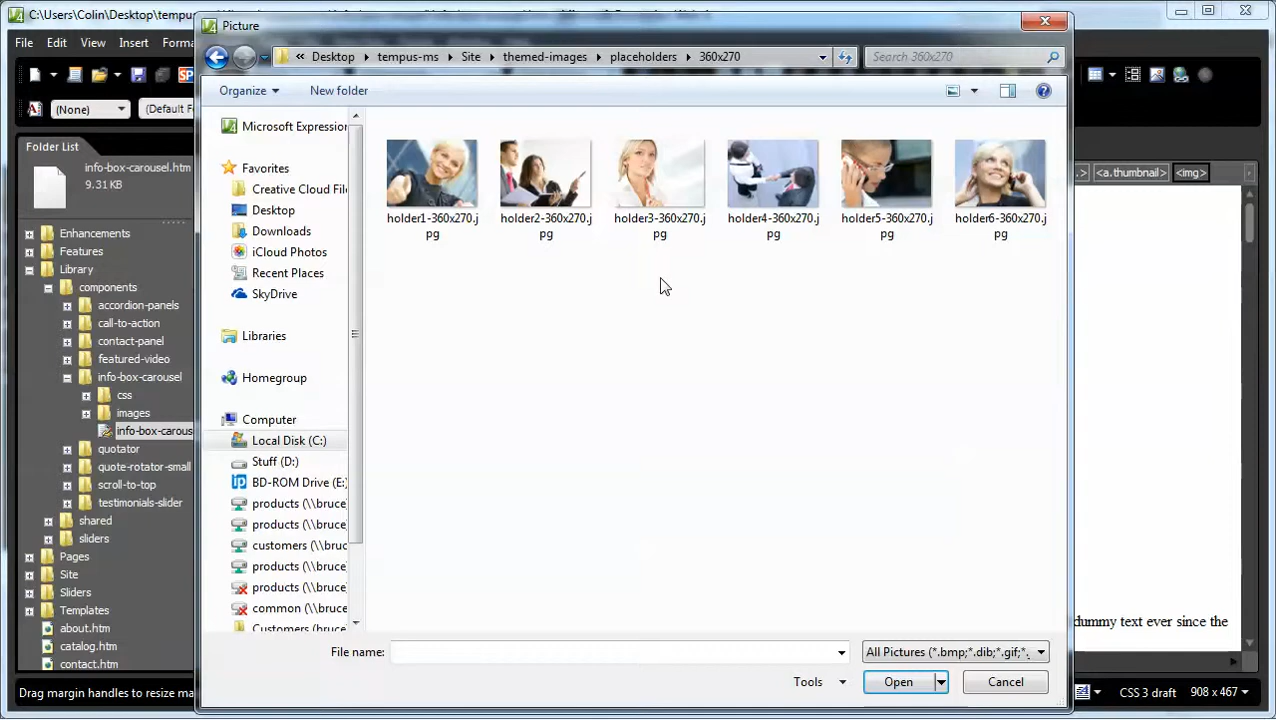 C:\Users\Colin\Desktop\tempus
Picture
File Edit View Insert Forma
« Desktop Site
tempus-ms themed-images placeholders 360x270
Search 360x270
Organize New folder
(None) (Default F
Folder List
info-box-carousel.htm
9.31 KB
Enhancements
Features
Library
components
accordion-panels
call-to-action
contact-panel
featured-video
info-box-carousel
css
images
info-box-carous
quotator
quote-rotator-small
scroll-to-top
testimonials-slider
shared
sliders
Pages
Site
Sliders
Templates
about.htm
catalog.htm
contact.htm
Microsoft Expression
Favorites
Creative Cloud File
Desktop
Downloads
iCloud Photos
Recent Places
SkyDrive
Libraries
Homegroup
Computer
Local Disk (C:)
Stuff (D:)
BD-ROM Drive (E:
products (\\bruce
products (\\bruce
customers (\\bruc
products (\\bruce
products (\\bruce
common (\\bruce
Customers (bruce
holder1-360x270.jpg
holder2-360x270.jpg
holder3-360x270.jpg
holder4-360x270.jpg
holder5-360x270.jpg
holder6-360x270.jpg
<a.thumbnail> <img>
dummy text ever since the
File name:
All Pictures (*.bmp;*.dib;*.gif;*.
Tools Open Cancel
Drag margin handles to resize ma
CSS 3 draft 908 x 467